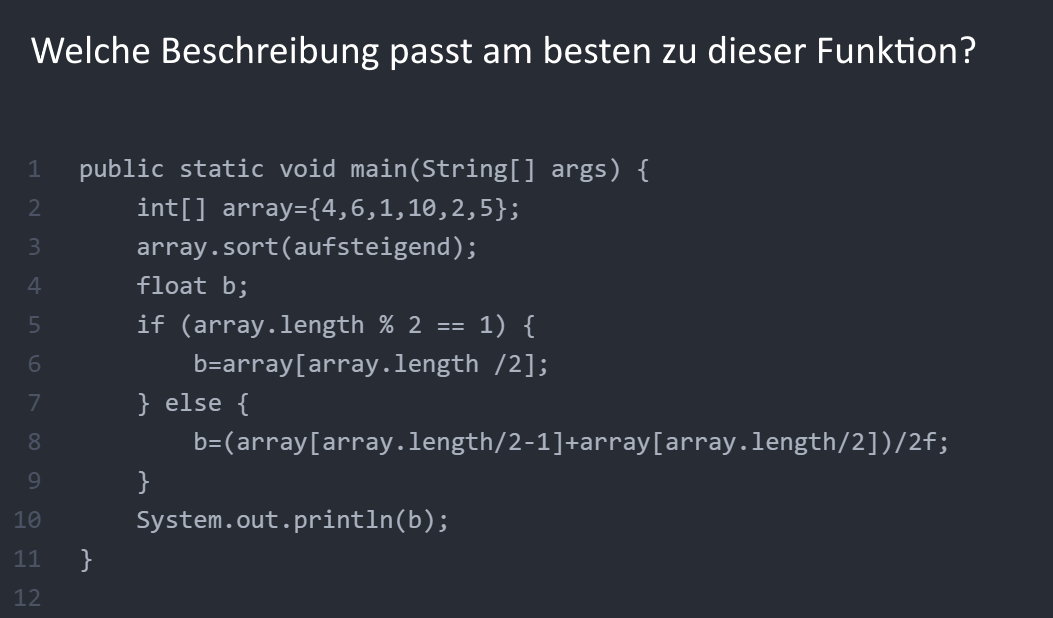 Welche Beschreibung passt am besten zu dieser Funktion?
1 public static void main(String[] args) {
2     int[] array={4,6,1,10,2,5};
3     array.sort(aufsteigend);
4     float b;
5     if (array.length % 2 == 1) {
6         b=array[array.length /2];
7     } else {
8         b=(array[array.length/2-1]+array[array.length/2])/2f;
9     }
10     System.out.println(b);
11 }
12